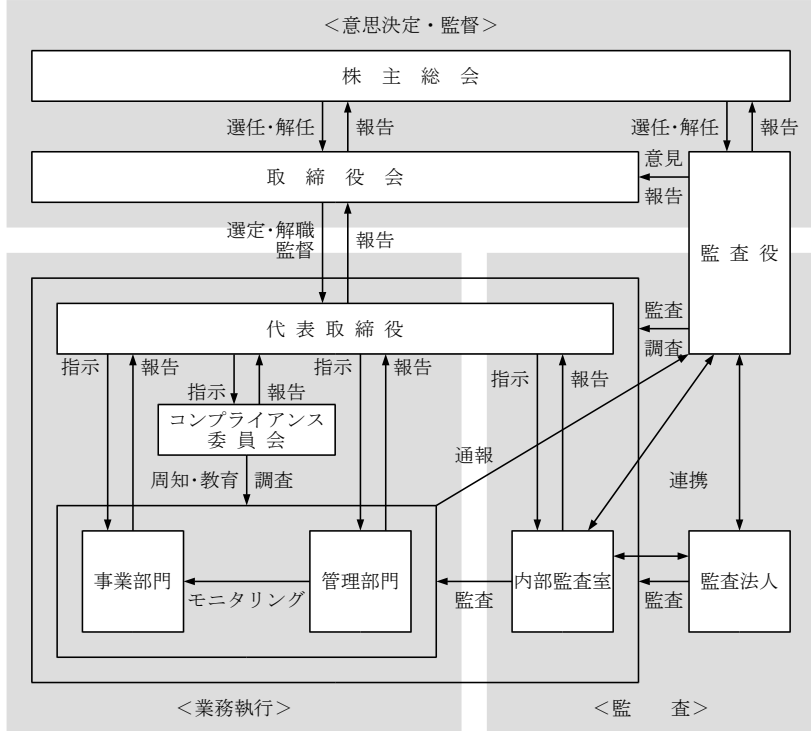 ＜意思決定・監督＞
株主総会
選任・解任
報告
選任・解任
報告
取締役会
意見
報告
監査役
選定・解職
監督
報告
代表取締役
監査
調査
指示
報告
指示
報告
指示
報告
指示
報告
コンプライアンス
委員会
周知・教育
調査
通報
連携
事業部門
モニタリング
管理部門
監査
内部監査室
監査
監査法人
＜業務執行＞
＜監　査＞